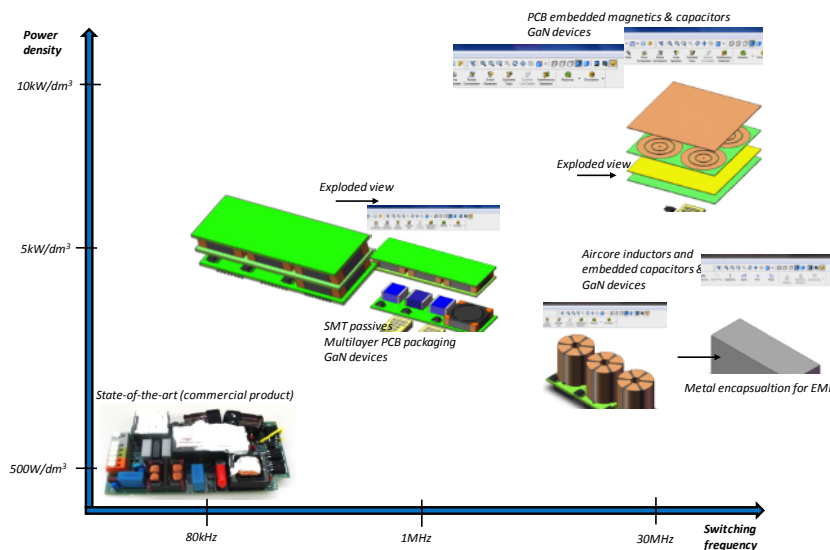 PCB embedded magnetics & capacitors
GaN devices
Power
density
10kW/dm³
Exploded view
Exploded view
5kW/dm³
Aircore inductors and
embedded capacitors &
GaN devices
SMT passives
Multilayer PCB packaging
GaN devices
Metal encapsualtion for EMI
State-of-the-art (commercial product)
500W/dm³
80kHz
1MHz
30MHz
Switching
frequency